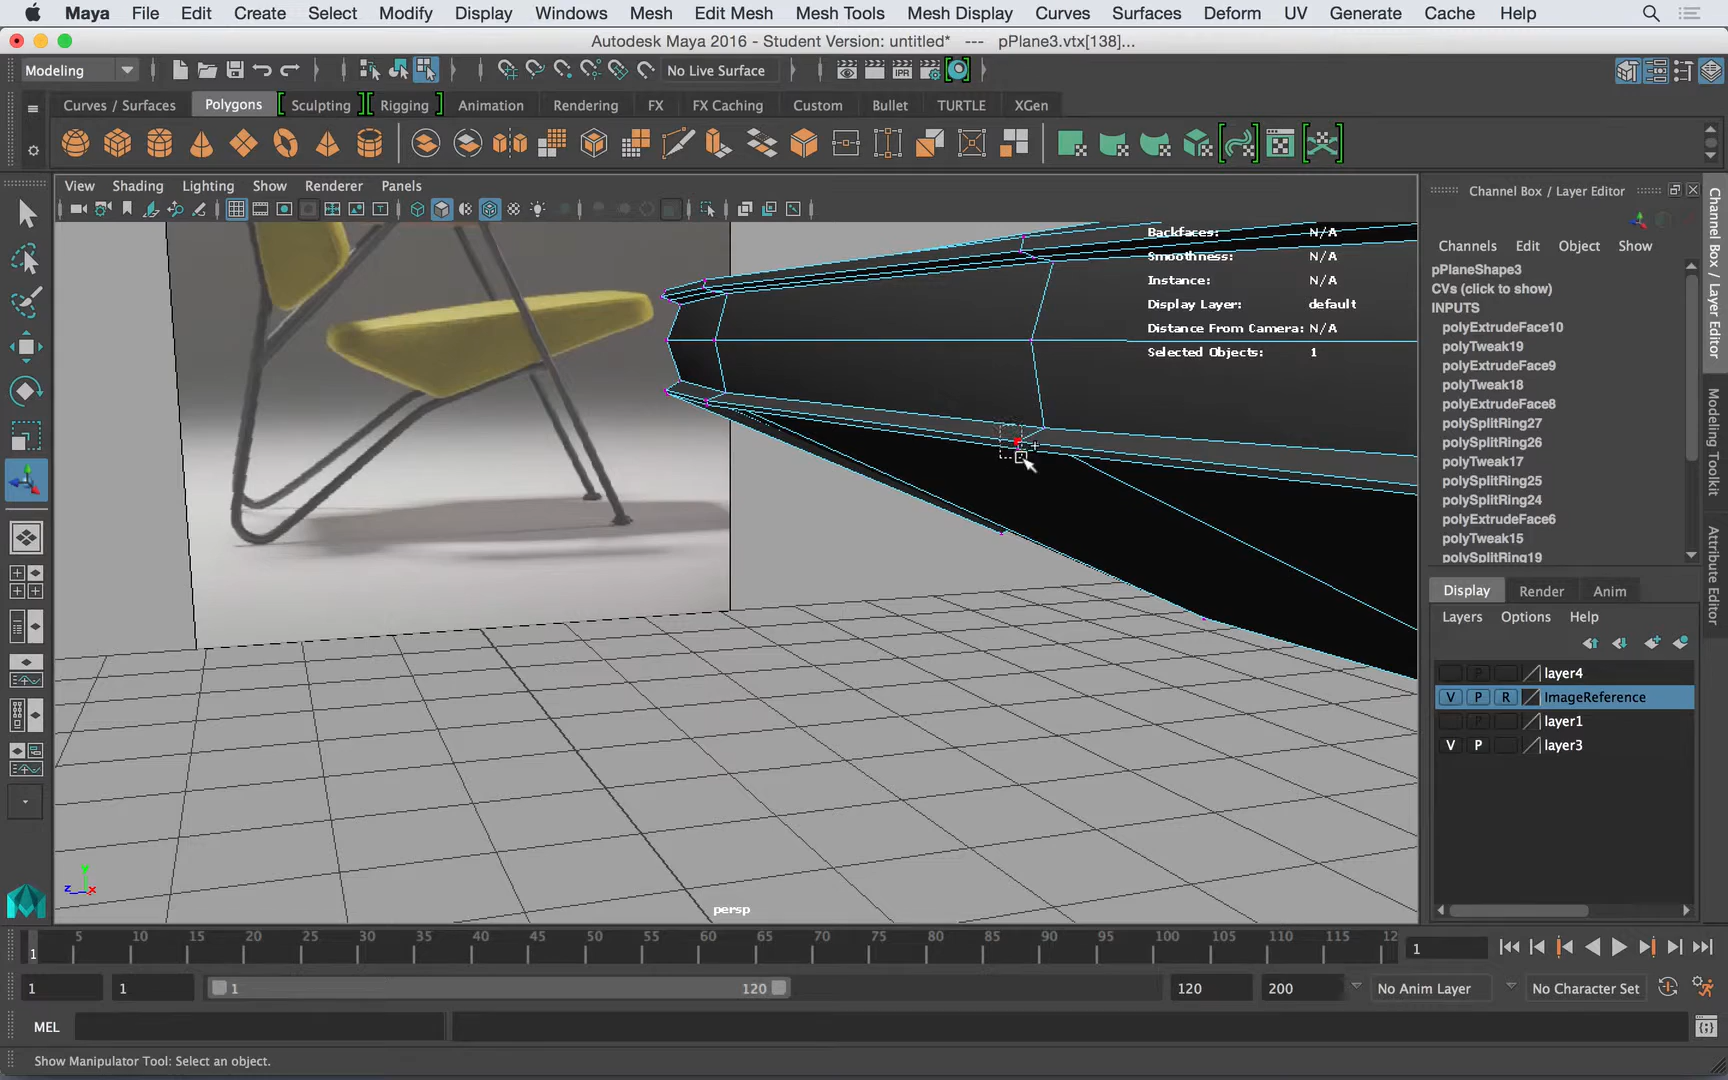 Maya File Edit Create Select Modify Display Windows Mesh Edit Mesh Mesh Tools Mesh Display Curves Surfaces Deform UV Generate Cache Help
Autodesk Maya 2016 - Student Version: untitled* --- pPlane3.vtx[138]...
Modeling No Live Surface IPR
Curves / Surfaces Polygons Sculpting Rigging Animation Rendering FX FX Caching Custom Bullet TURTLE XGen
View Shading Lighting Show Renderer Panels
Backfaces: N/A
Smoothness: N/A
Instance: N/A
Display Layer: default
Distance From Camera: N/A
Selected Objects: 1
persp
y
z x
Channel Box / Layer Editor
Channels Edit Object Show
pPlaneShape3
CVs (click to show)
INPUTS
polyExtrudeFace10
polyTweak19
polyExtrudeFace9
polyTweak18
polyExtrudeFace8
polySplitRing27
polySplitRing26
polyTweak17
polySplitRing25
polySplitRing24
polyExtrudeFace6
polyTweak15
polySplitRing19
Display Render Anim
Layers Options Help
P layer4
V P R ImageReference
P layer1
V P layer3
Channel Box / Layer Editor
Modeling Toolkit
Attribute Editor
1 5 10 15 20 25 30 35 40 45 50 55 60 65 70 75 80 85 90 95 100 105 110 115 12
1
1 1 1 120 120 200 No Anim Layer No Character Set
MEL
Show Manipulator Tool: Select an object.